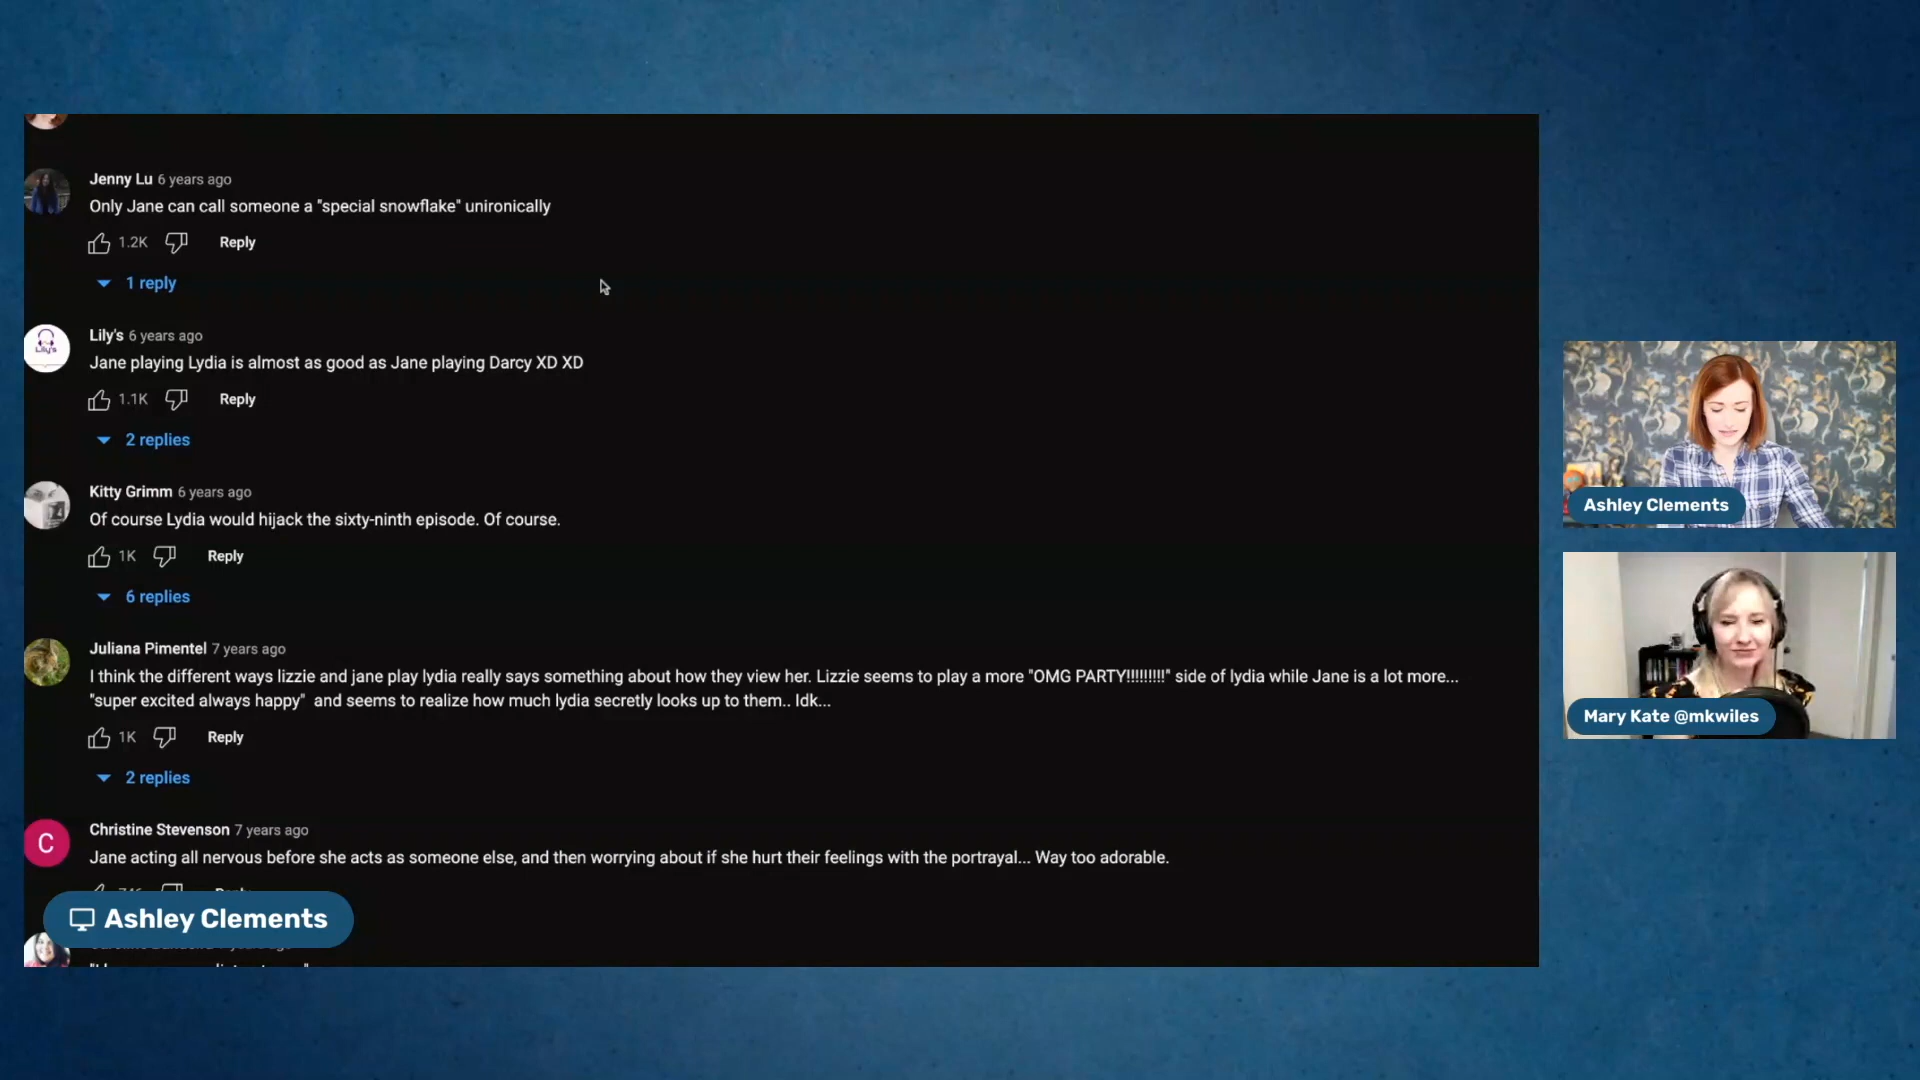 Jenny Lu 6 years ago
Only Jane can call someone a "special snowflake" unironically
1.2K Reply
1 reply
Lily's
Lily's 6 years ago
Jane playing Lydia is almost as good as Jane playing Darcy XD XD
1.1K Reply
2 replies
Kitty Grimm 6 years ago
Of course Lydia would hijack the sixty-ninth episode. Of course.
1K Reply
6 replies
Juliana Pimentel 7 years ago
I think the different ways lizzie and jane play lydia really says something about how they view her. Lizzie seems to play a more "OMG PARTY!!!!!!!!!" side of lydia while Jane is a lot more...
"super excited always happy" and seems to realize how much lydia secretly looks up to them.. Idk...
1K Reply
2 replies
C
Christine Stevenson 7 years ago
Jane acting all nervous before she acts as someone else, and then worrying about if she hurt their feelings with the portrayal... Way too adorable.
Reply
Ashley Clements
Ashley Clements
Mary Kate @mkwiles